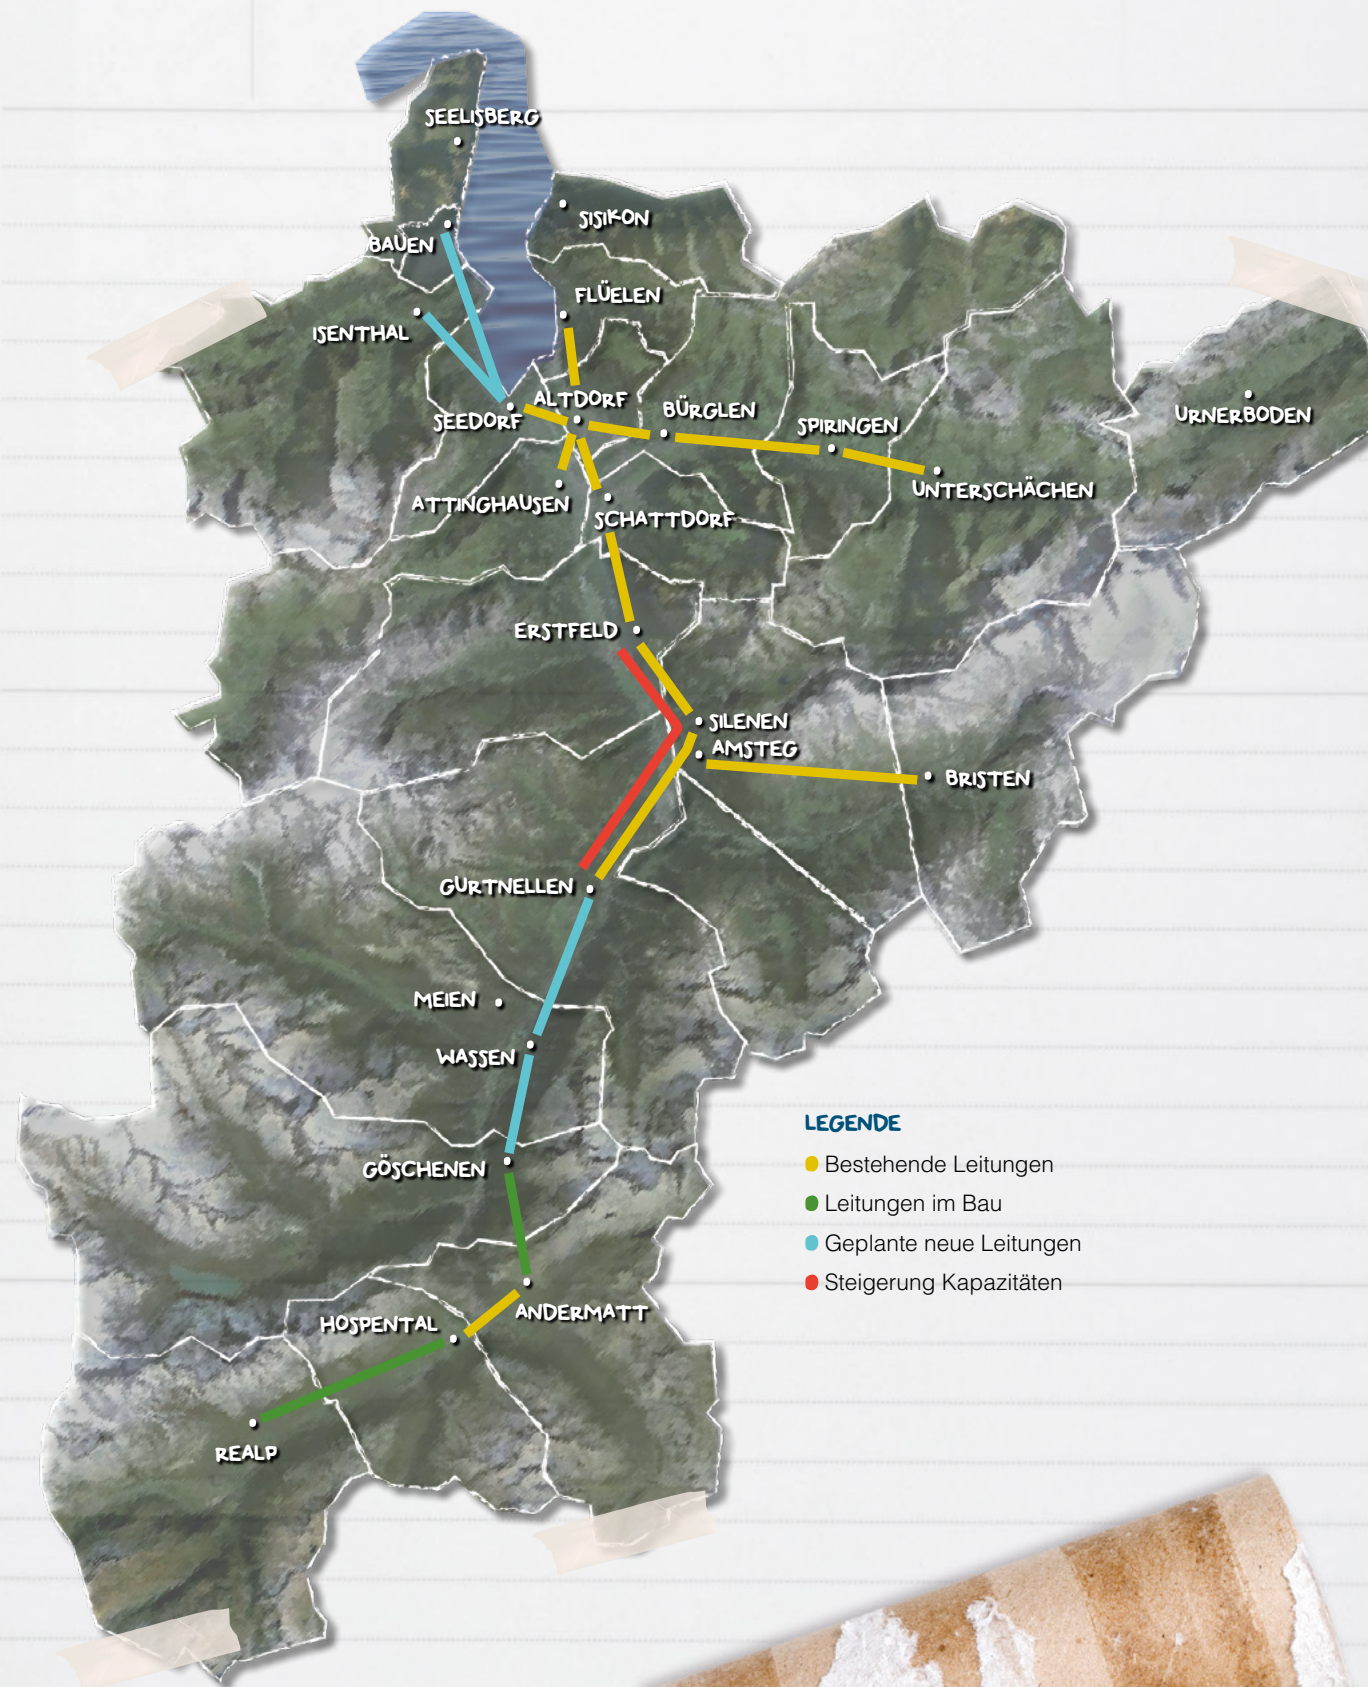 SEELISBERG
SISIKON
BAUEN
FLÜELEN
ISENTHAL
ALTDORF
SEEDORF
BÜRGLEN
SPIRINGEN
URNERBODEN
UNTERSCHÄCHEN
ATTINGHAUSEN
SCHATTDORF
ERSTFELD
SILENEN
AMSTEG
BRISTEN
GURTNELLEN
MEIEN
WASSEN
GÖSCHENEN
ANDERMATT
HOSPENTAL
REALP
LEGENDE
Bestehende Leitungen
Leitungen im Bau
Geplante neue Leitungen
Steigerung Kapazitäten